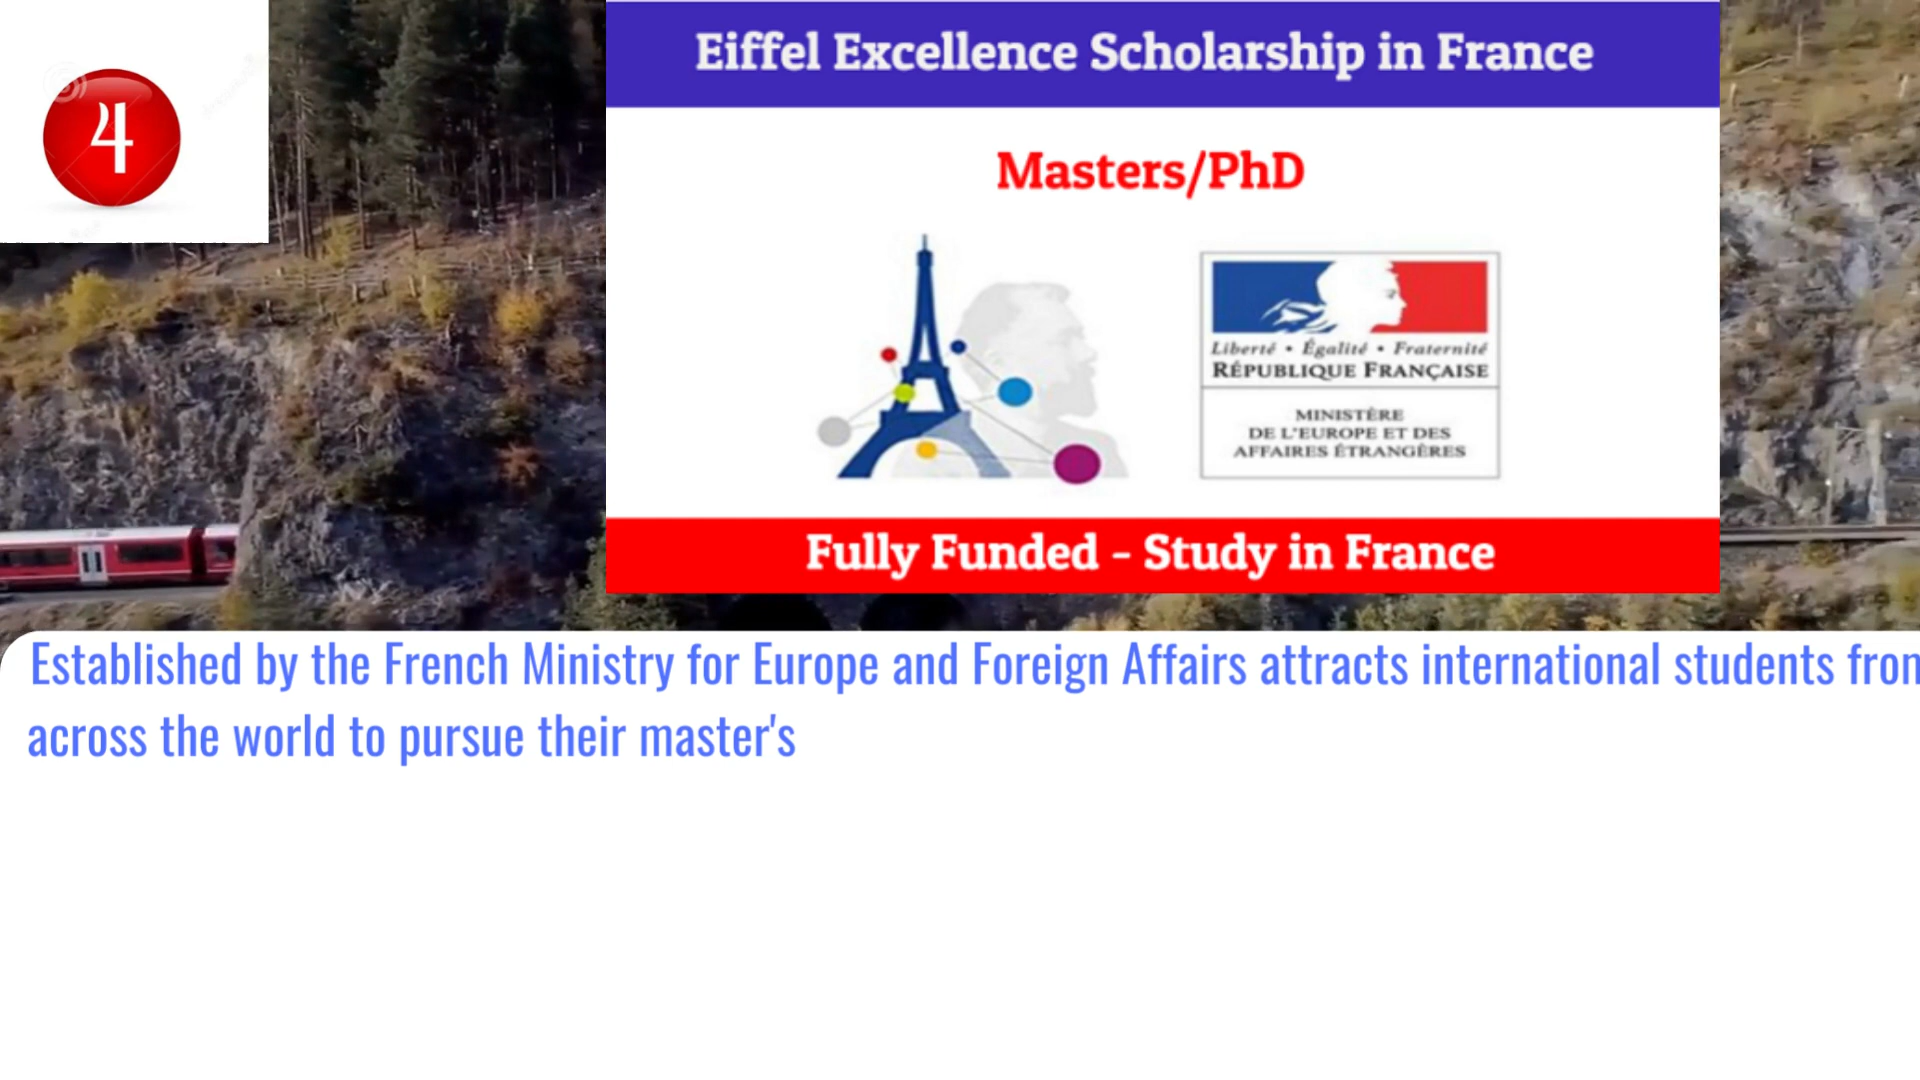 4
Eiffel Excellence Scholarship in France
Masters/PhD
Liberté • Égalité • Fraternité
RÉPUBLIQUE FRANÇAISE
MINISTÈRE
DE L'EUROPE ET DES
AFFAIRES ÉTRANGÈRES
Fully Funded - Study in France
Established by the French Ministry for Europe and Foreign Affairs attracts international students from
across the world to pursue their master's